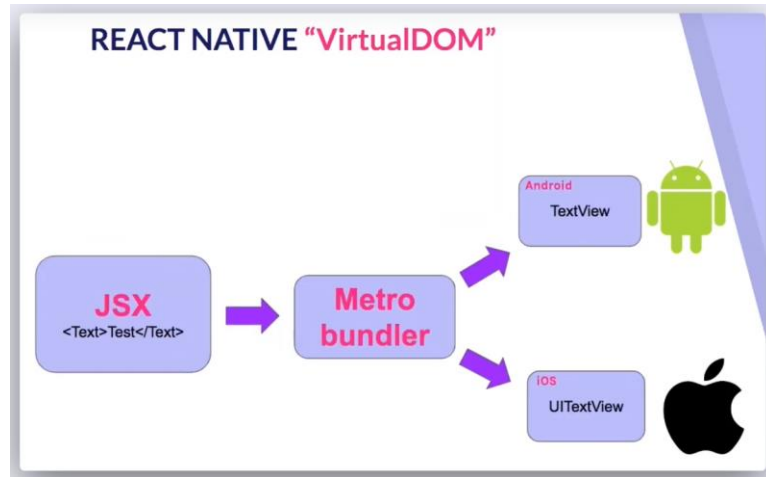 REACT NATIVE “VirtualDOM”
Android
TextView
JSX
<Text>Test</Text>
Metro
bundler
iOS
UITextView